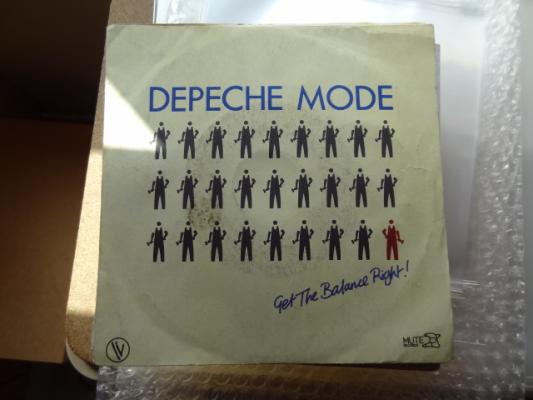 DEPECHE MODE
Get The Balance Right!
MUTE